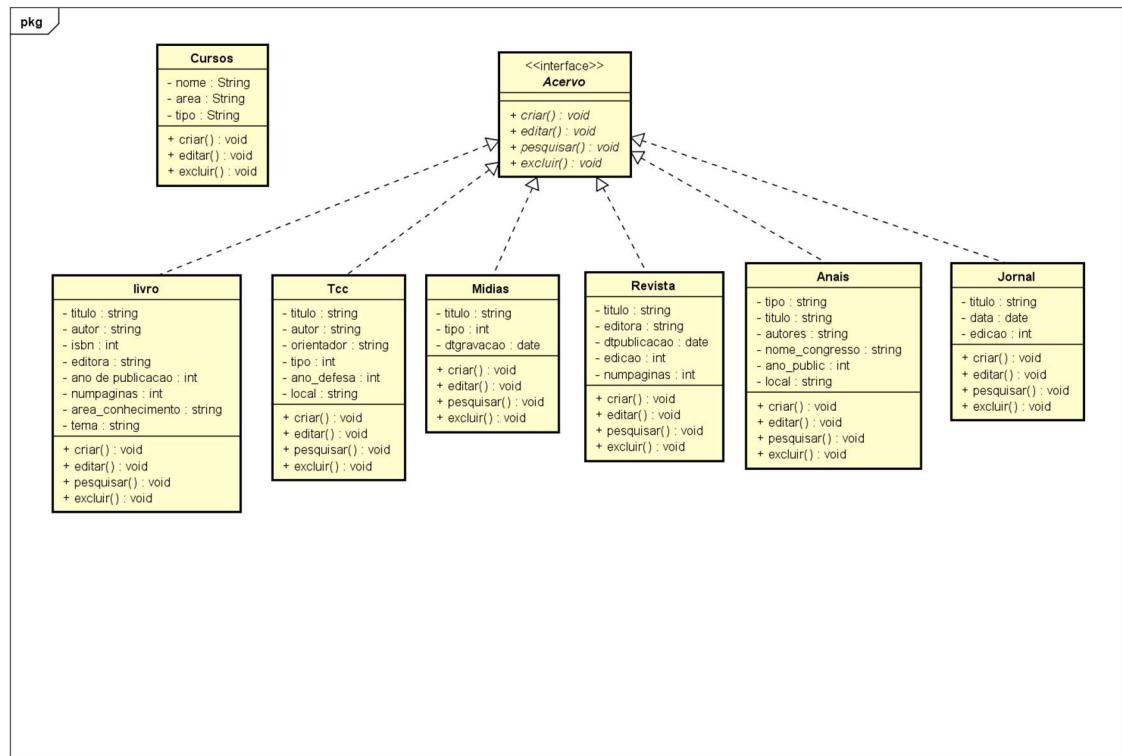 pkg
Cursos
- nome : String
- area : String
- tipo : String
+ criar() : void
+ editar() : void
+ excluir() : void
<<interface>>
Acervo
+ criar() : void
+ editar() : void
+ pesquisar() : void
+ excluir() : void
livro
- titulo : string
- autor : string
- isbn : int
- editora : string
- ano de publicacao : int
- numpaginas : int
- area_conhecimento : string
- tema : string
+ criar() : void
+ editar() : void
+ pesquisar() : void
+ excluir() : void
Tcc
- titulo : string
- autor : string
- orientador : string
- tipo : int
- ano_defesa : int
- local : string
+ criar() : void
+ editar() : void
+ pesquisar() : void
+ excluir() : void
Midias
- titulo : string
- tipo : int
- dtgravacao : date
+ criar() : void
+ editar() : void
+ pesquisar() : void
+ excluir() : void
Revista
- titulo : string
- editora : string
- dtpublicacao : date
- edicao : int
- numpaginas : int
+ criar() : void
+ editar() : void
+ pesquisar() : void
+ excluir() : void
Anais
- tipo : string
- titulo : string
- autores : string
- nome_congresso : string
- ano_public : int
- local : string
+ criar() : void
+ editar() : void
+ pesquisar() : void
+ excluir() : void
Jornal
- titulo : string
- data : date
- edicao : int
+ criar() : void
+ editar() : void
+ pesquisar() : void
+ excluir() : void